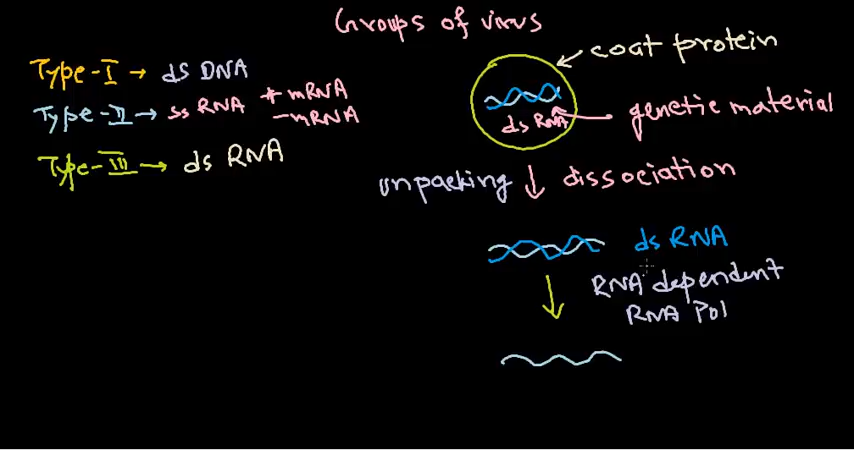 Groups of virus
Type-I → ds DNA
Type-II → ss RNA + mRNA
- mRNA
Type-III → ds RNA
coat protein
ds RNA
genetic material
unpacking ↓ dissociation
ds RNA
RNA dependent
RNA Pol